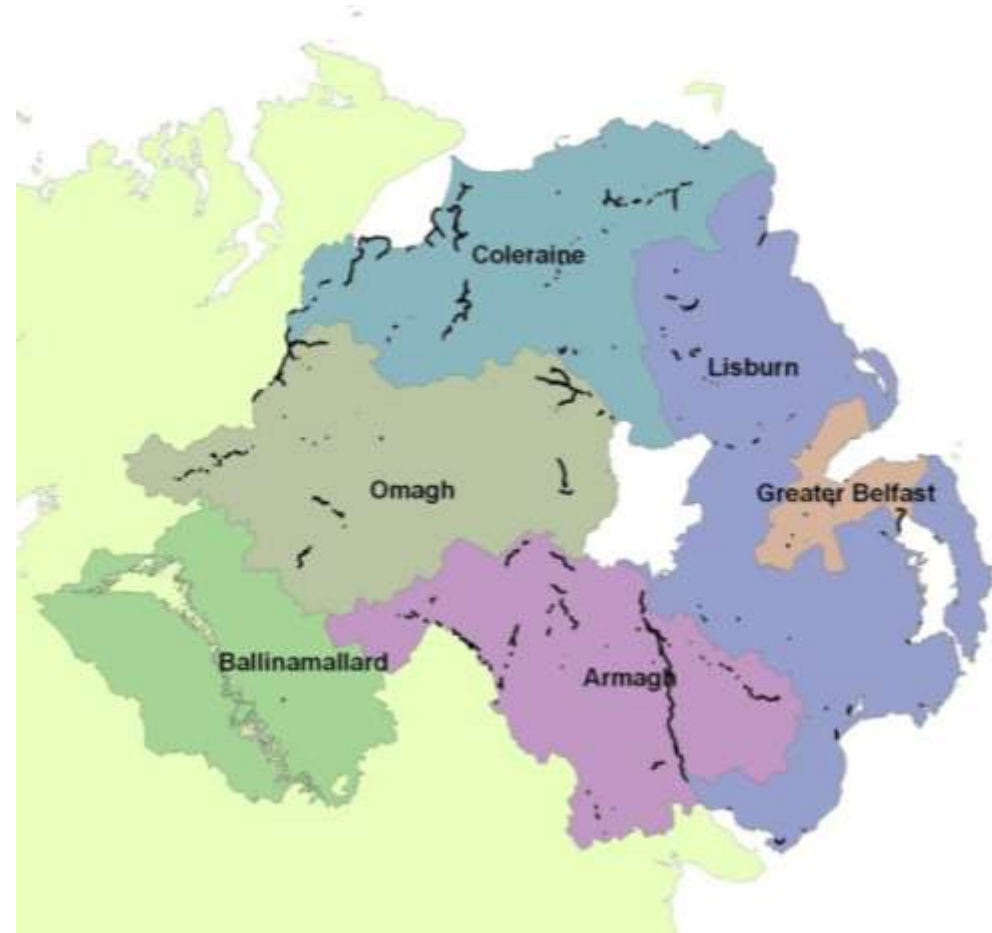 Coleraine
Lisburn
Omagh
Greater Belfast
Ballinamallard
Armagh